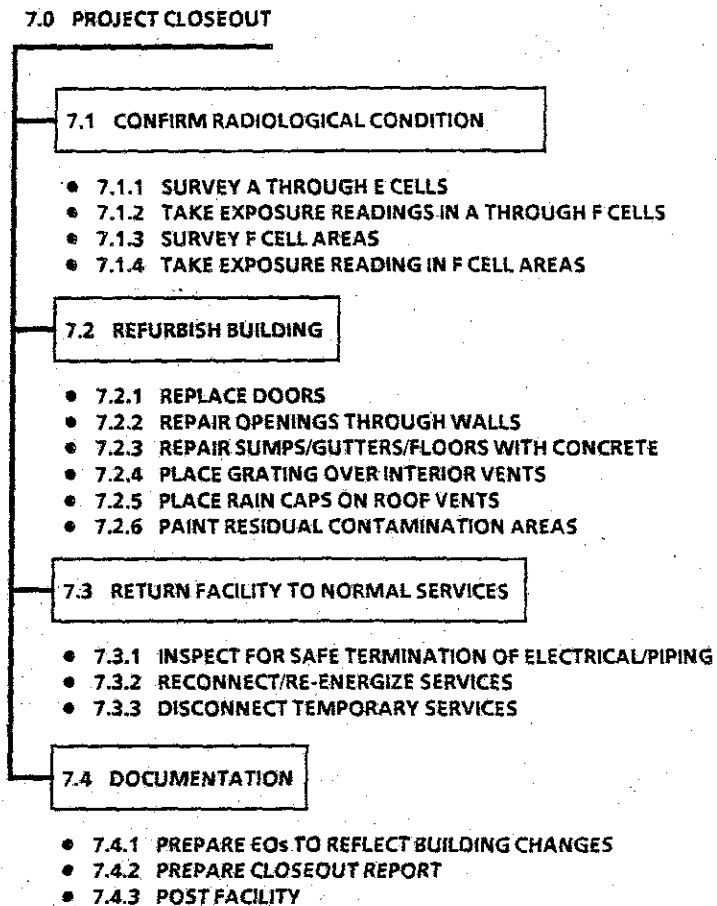 7.0 PROJECT CLOSEOUT
7.1 CONFIRM RADIOLOGICAL CONDITION
• 7.1.1 SURVEY A THROUGH E CELLS
• 7.1.2 TAKE EXPOSURE READINGS IN A THROUGH F CELLS
• 7.1.3 SURVEY F CELL AREAS
• 7.1.4 TAKE EXPOSURE READING IN F CELL AREAS
7.2 REFURBISH BUILDING
• 7.2.1 REPLACE DOORS
• 7.2.2 REPAIR OPENINGS THROUGH WALLS
• 7.2.3 REPAIR SUMPS/GUTTERS/FLOORS WITH CONCRETE
• 7.2.4 PLACE GRATING OVER INTERIOR VENTS
• 7.2.5 PLACE RAIN CAPS ON ROOF VENTS
• 7.2.6 PAINT RESIDUAL CONTAMINATION AREAS
7.3 RETURN FACILITY TO NORMAL SERVICES
• 7.3.1 INSPECT FOR SAFE TERMINATION OF ELECTRICAL/PIPING
• 7.3.2 RECONNECT/RE-ENERGIZE SERVICES
• 7.3.3 DISCONNECT TEMPORARY SERVICES
7.4 DOCUMENTATION
• 7.4.1 PREPARE EOs TO REFLECT BUILDING CHANGES
• 7.4.2 PREPARE CLOSEOUT REPORT
• 7.4.3 POST FACILITY